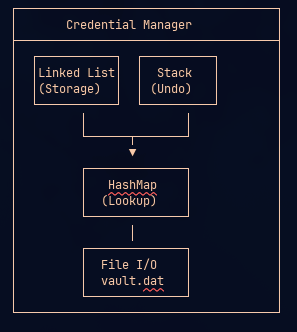 Credential Manager
Linked List
(Storage)
Stack
(Undo)
HashMap
(Lookup)
File I/O
vault.dat